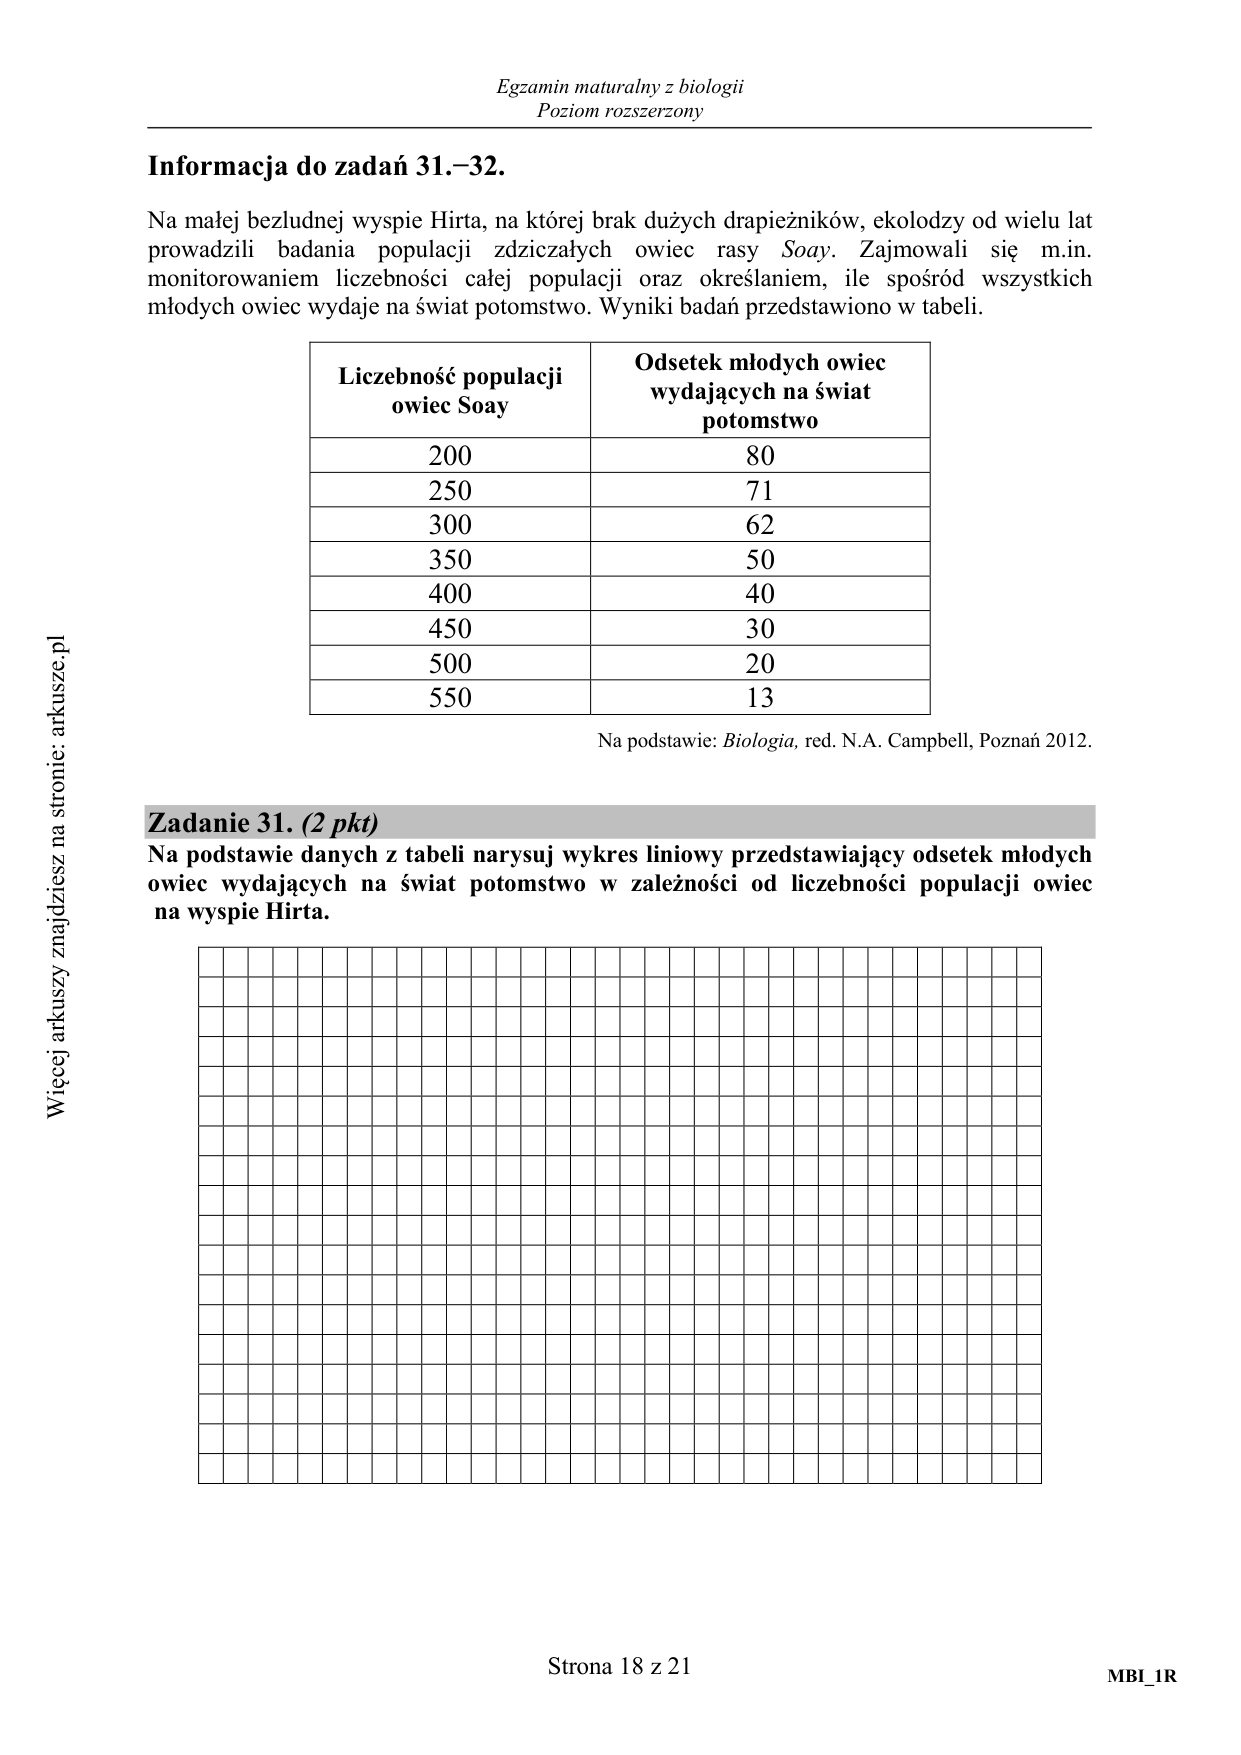 Egzamin maturalny z biologii
Poziom rozszerzony
Informacja do zadań 31.−32.
Na małej bezludnej wyspie Hirta, na której brak dużych drapieżników, ekolodzy od wielu lat
prowadzili badania populacji zdziczałych owiec rasy Soay. Zajmowali się m.in.
monitorowaniem liczebności całej populacji oraz określaniem, ile spośród wszystkich
młodych owiec wydaje na świat potomstwo. Wyniki badań przedstawiono w tabeli.
Liczebność populacji
owiec Soay
Odsetek młodych owiec
wydających na świat
potomstwo
200 80
250 71
300 62
350 50
400 40
450 30
500 20
550 13
Na podstawie: Biologia, red. N.A. Campbell, Poznań 2012.
Zadanie 31. (2 pkt)
Na podstawie danych z tabeli narysuj wykres liniowy przedstawiający odsetek młodych
owiec wydających na świat potomstwo w zależności od liczebności populacji owiec
na wyspie Hirta.
Więcej arkuszy znajdziesz na stronie: arkusze.pl
Strona 18 z 21
MBI_1R